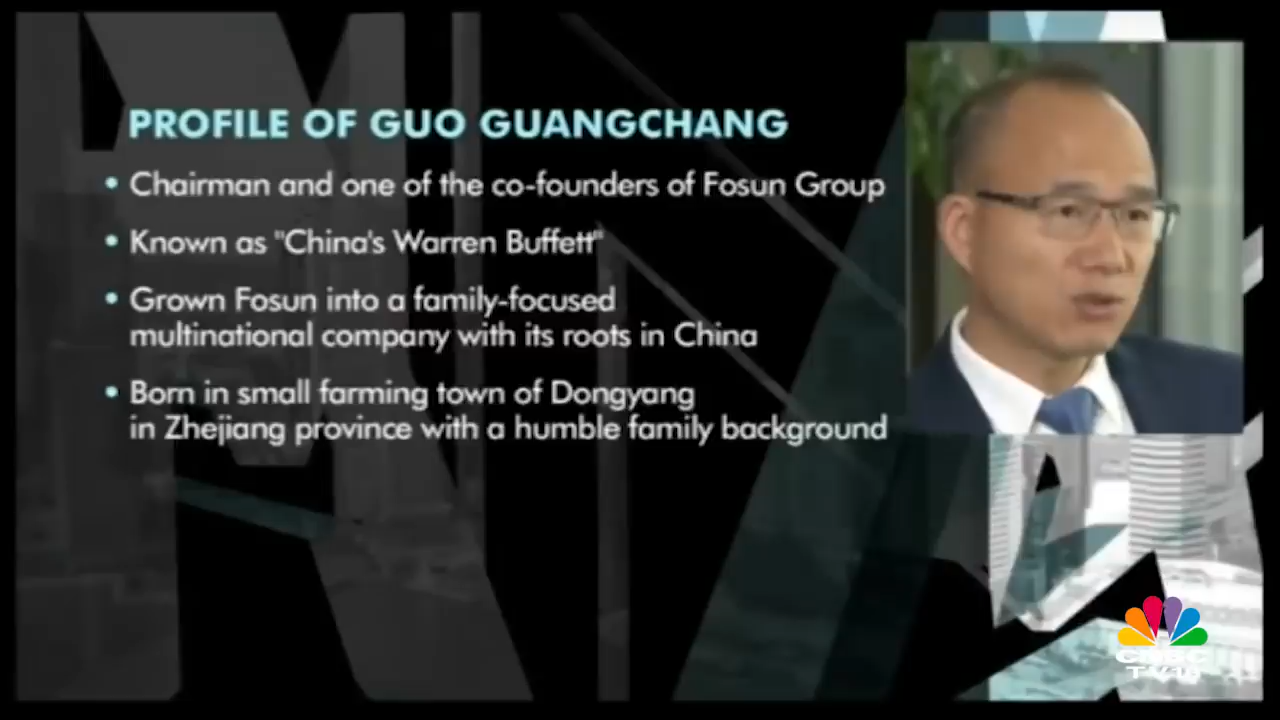 PROFILE OF GUO GUANGCHANG
• Chairman and one of the co-founders of Fosun Group
• Known as "China's Warren Buffett"
• Grown Fosun into a family-focused
multinational company with its roots in China
• Born in small farming town of Dongyang
in Zhejiang province with a humble family background
CNBC
TV18